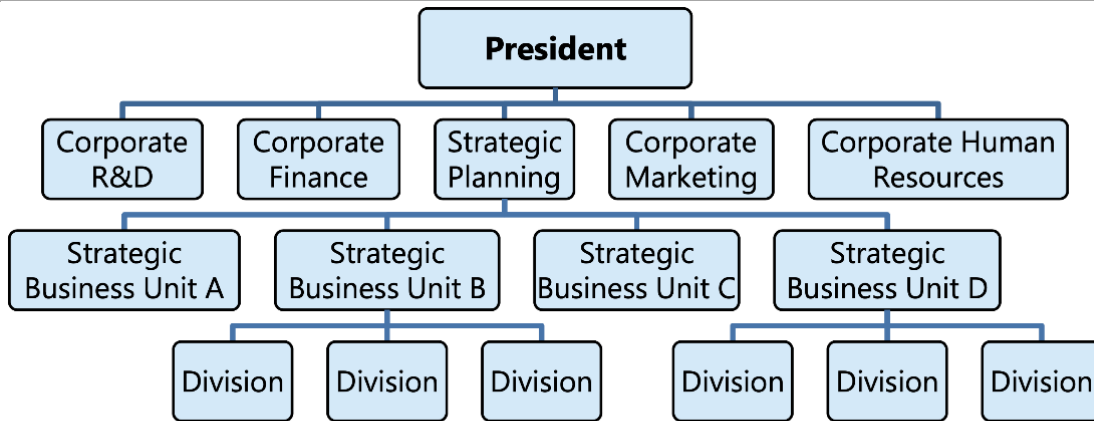 President
Corporate
R&D
Corporate
Finance
Strategic
Planning
Corporate
Marketing
Corporate Human
Resources
Strategic
Business Unit A
Strategic
Business Unit B
Strategic
Business Unit C
Strategic
Business Unit D
Division
Division
Division
Division
Division
Division